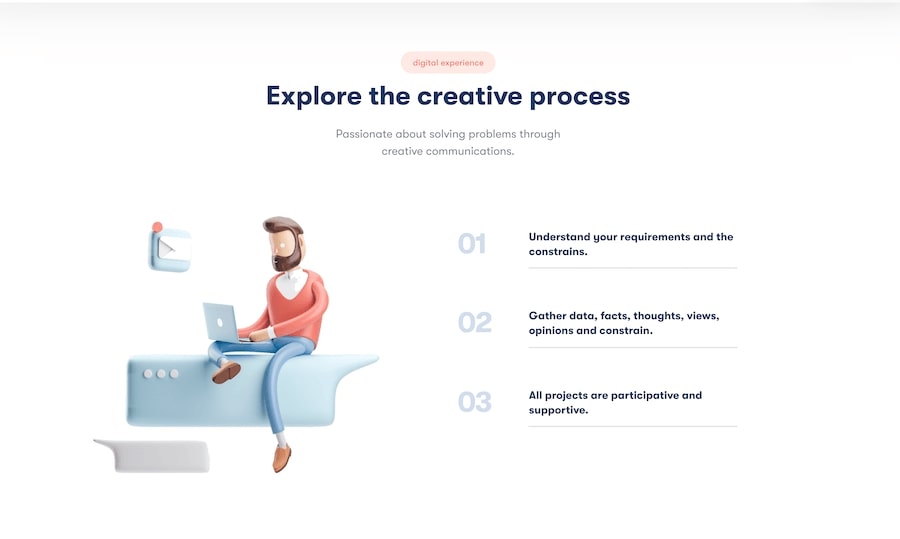 digital experience
Explore the creative process
Passionate about solving problems through
creative communications.
01
Understand your requirements and the
constrains.
02
Gather data, facts, thoughts, views,
opinions and constrain.
03
All projects are participative and
supportive.